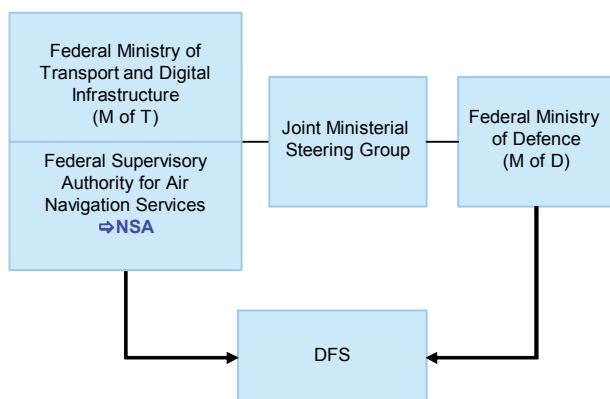 Federal Ministry of
Transport and Digital
Infrastructure
(M of T)
Federal Supervisory
Authority for Air
Navigation Services
⇨NSA
Joint Ministerial
Steering Group
Federal Ministry
of Defence
(M of D)
DFS